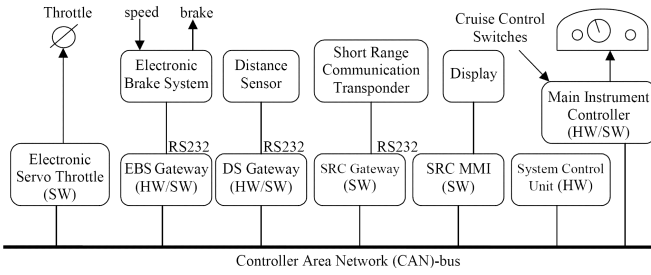 Throttle
speed
brake
Cruise Control
Switches
Electronic
Brake System
Distance
Sensor
Short Range
Communication
Transponder
Display
Main Instrument
Controller
(HW/SW)
RS232
RS232
RS232
Electronic
Servo Throttle
(SW)
EBS Gateway
(HW/SW)
DS Gateway
(HW/SW)
SRC Gateway
(SW)
SRC MMI
(SW)
System Control
Unit (HW)
Controller Area Network (CAN)-bus